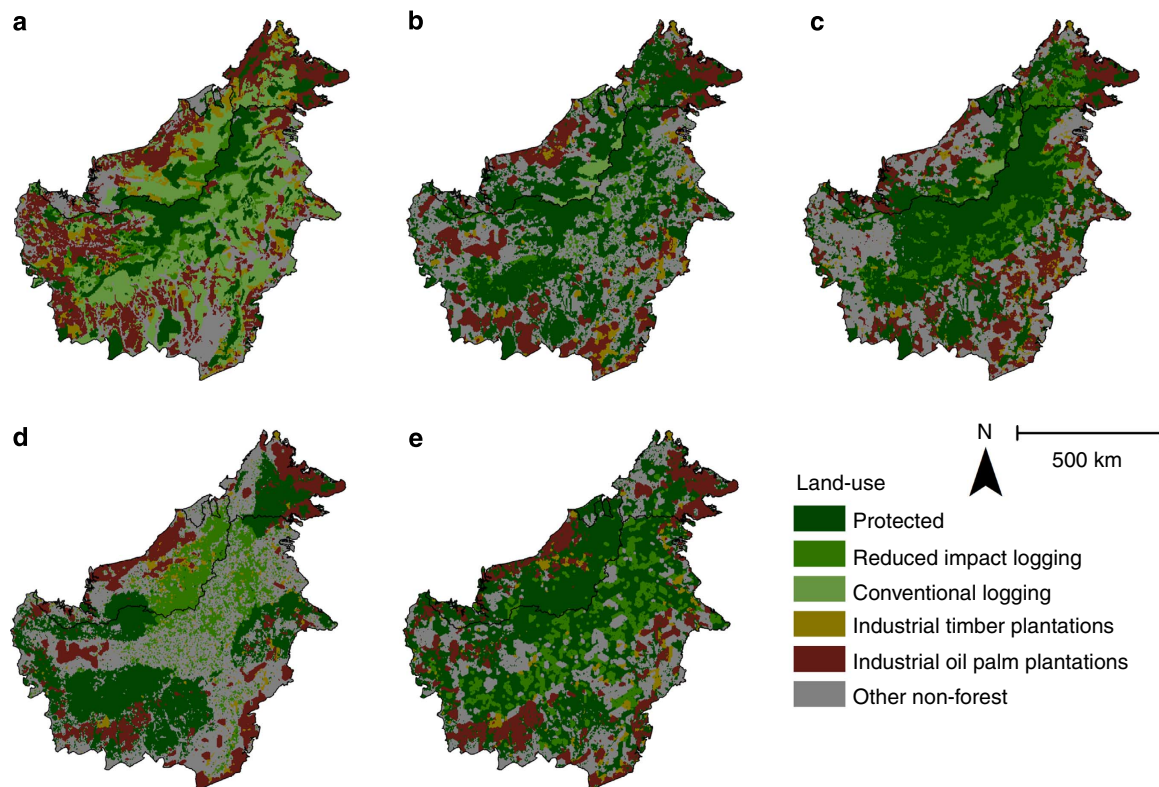 a
b
c
d
e
N
500 km
Land-use
Protected
Reduced impact logging
Conventional logging
Industrial timber plantations
Industrial oil palm plantations
Other non-forest